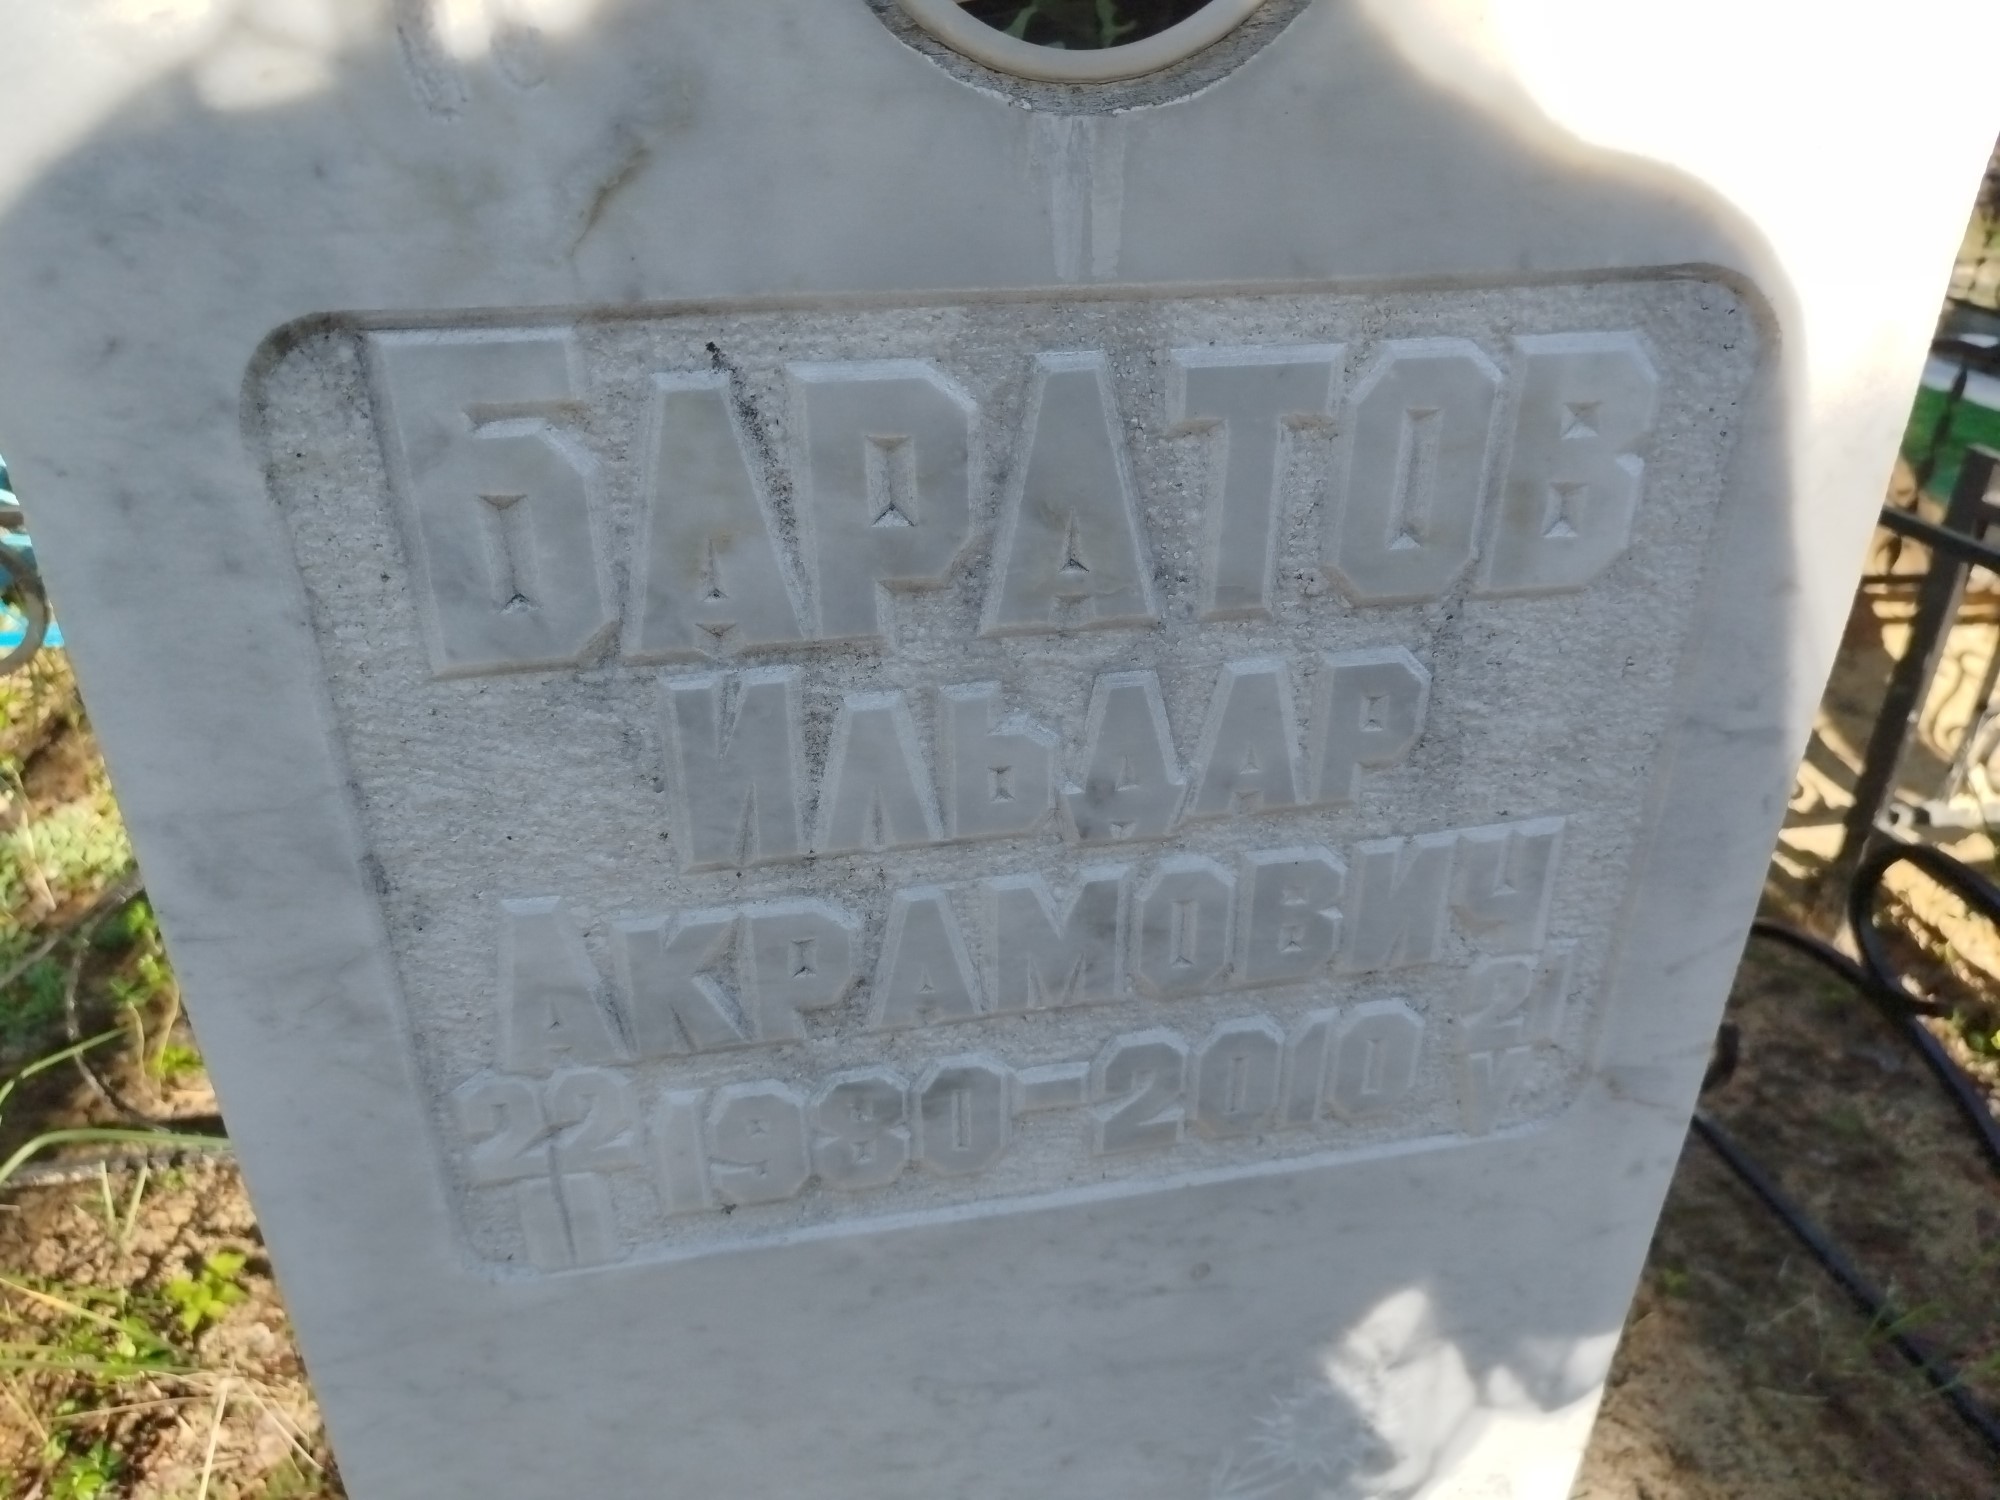 БАРАТОВ
ИЛЬДАР
АКРАМОВИЧ
22 II 1980-2010 21 V